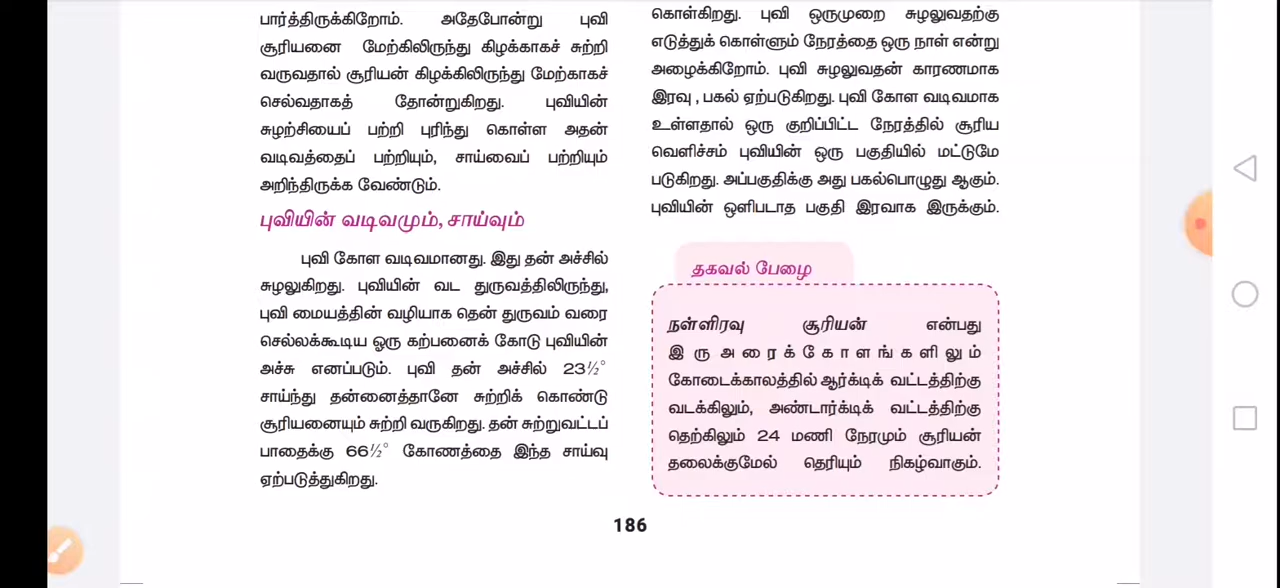 பார்த்திருக்கிறோம். அதேபோன்று புவி
சூரியனை மேற்கிலிருந்து கிழக்காகச் சுற்றி
வருவதால் சூரியன் கிழக்கிலிருந்து மேற்காகச்
செல்வதாகத் தோன்றுகிறது. புவியின்
சுழற்சியைப் பற்றி புரிந்து கொள்ள அதன்
வடிவத்தைப் பற்றியும், சாய்வைப் பற்றியும்
அறிந்திருக்க வேண்டும்.
புவியின் வடிவமும், சாய்வும்
புவி கோள வடிவமானது. இது தன் அச்சில்
சுழலுகிறது. புவியின் வட துருவத்திலிருந்து,
புவி மையத்தின் வழியாக தென் துருவம் வரை
செல்லக்கூடிய ஓரு கற்பனைக் கோடு புவியின்
அச்சு எனப்படும். புவி தன் அச்சில் 23½°
சாய்ந்து தன்னைத்தானே சுற்றிக் கொண்டு
சூரியனையும் சுற்றி வருகிறது. தன் சுற்றுவட்டப்
பாதைக்கு 66½° கோணத்தை இந்த சாய்வு
ஏற்படுத்துகிறது.
கொள்கிறது. புவி ஒருமுறை சுழலுவதற்கு
எடுத்துக் கொள்ளும் நேரத்தை ஒரு நாள் என்று
அழைக்கிறோம். புவி சுழலுவதன் காரணமாக
இரவு , பகல் ஏற்படுகிறது. புவி கோள வடிவமாக
உள்ளதால் ஒரு குறிப்பிட்ட நேரத்தில் சூரிய
வெளிச்சம் புவியின் ஒரு பகுதியில் மட்டுமே
படுகிறது. அப்பகுதிக்கு அது பகல்பொழுது ஆகும்.
புவியின் ஒளிபடாத பகுதி இரவாக இருக்கும்.
தகவல் பேழை
நள்ளிரவு சூரியன் என்பது
இ ரு அ ரை க் கோ ள ங் க ளி லு ம்
கோடைக்காலத்தில் ஆர்க்டிக் வட்டத்திற்கு
வடக்கிலும், அண்டார்க்டிக் வட்டத்திற்கு
தெற்கிலும் 24 மணி நேரமும் சூரியன்
தலைக்குமேல் தெரியும் நிகழ்வாகும்.
186